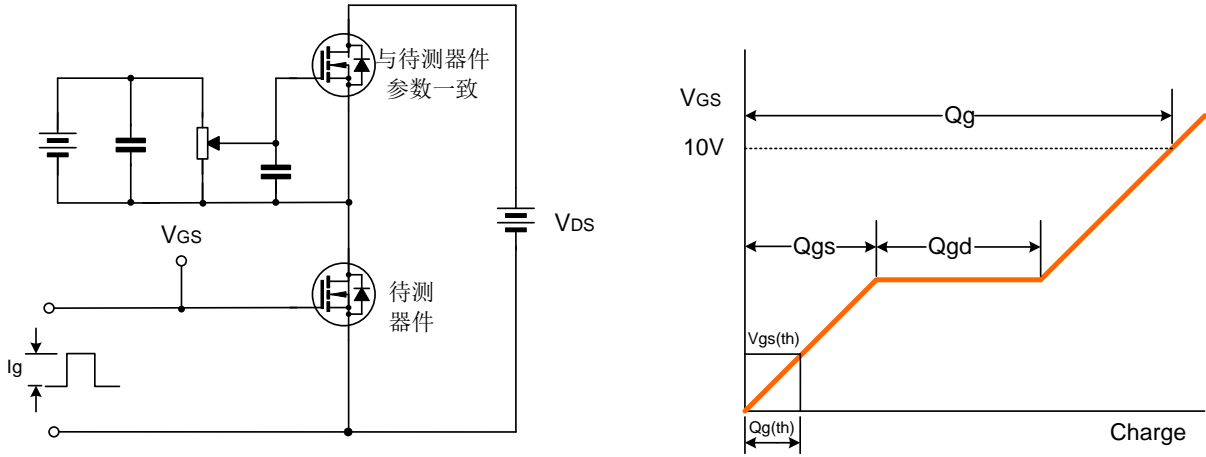 与待测器件
参数一致
VGS
VDS
待测
器件
Ig
VGS
Qg
10V
Qgs
Qgd
Vgs(th)
Qg(th)
Charge